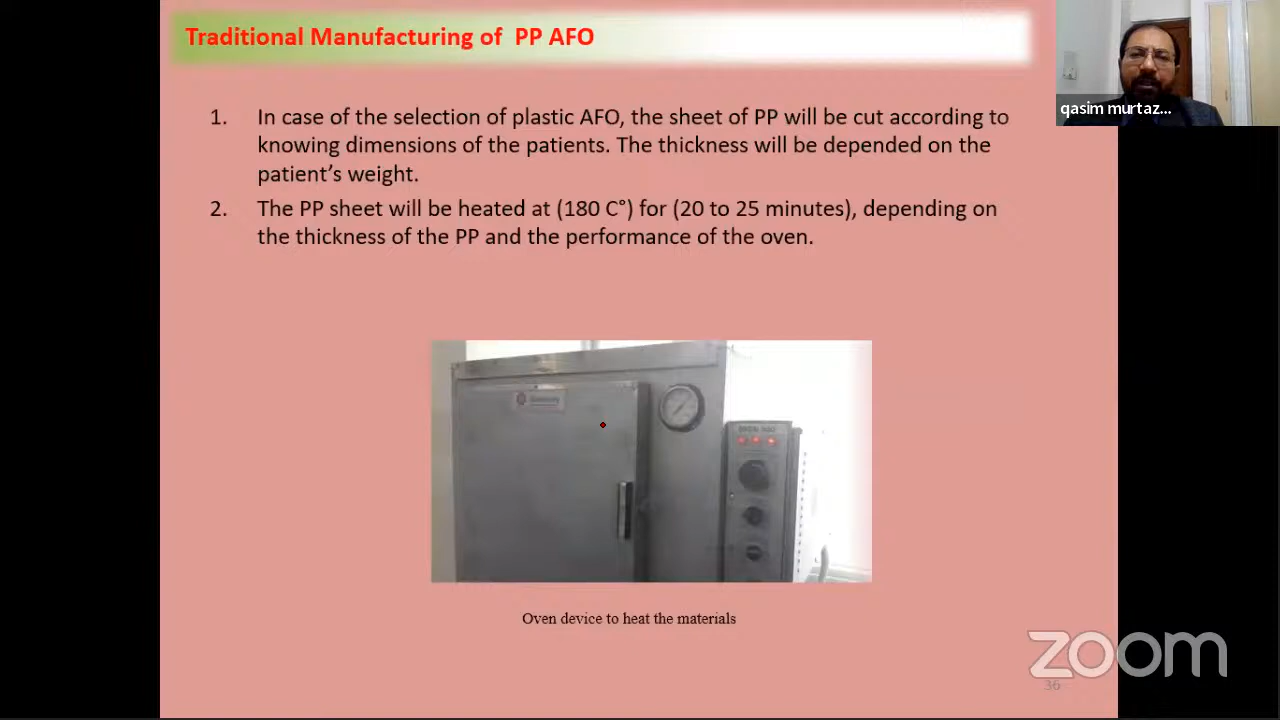 Traditional Manufacturing of PP AFO
qasim murtaz...
1. In case of the selection of plastic AFO, the sheet of PP will be cut according to
knowing dimensions of the patients. The thickness will be depended on the
patient's weight.
2. The PP sheet will be heated at (180 C°) for (20 to 25 minutes), depending on
the thickness of the PP and the performance of the oven.
Oven device to heat the materials
zoom
36